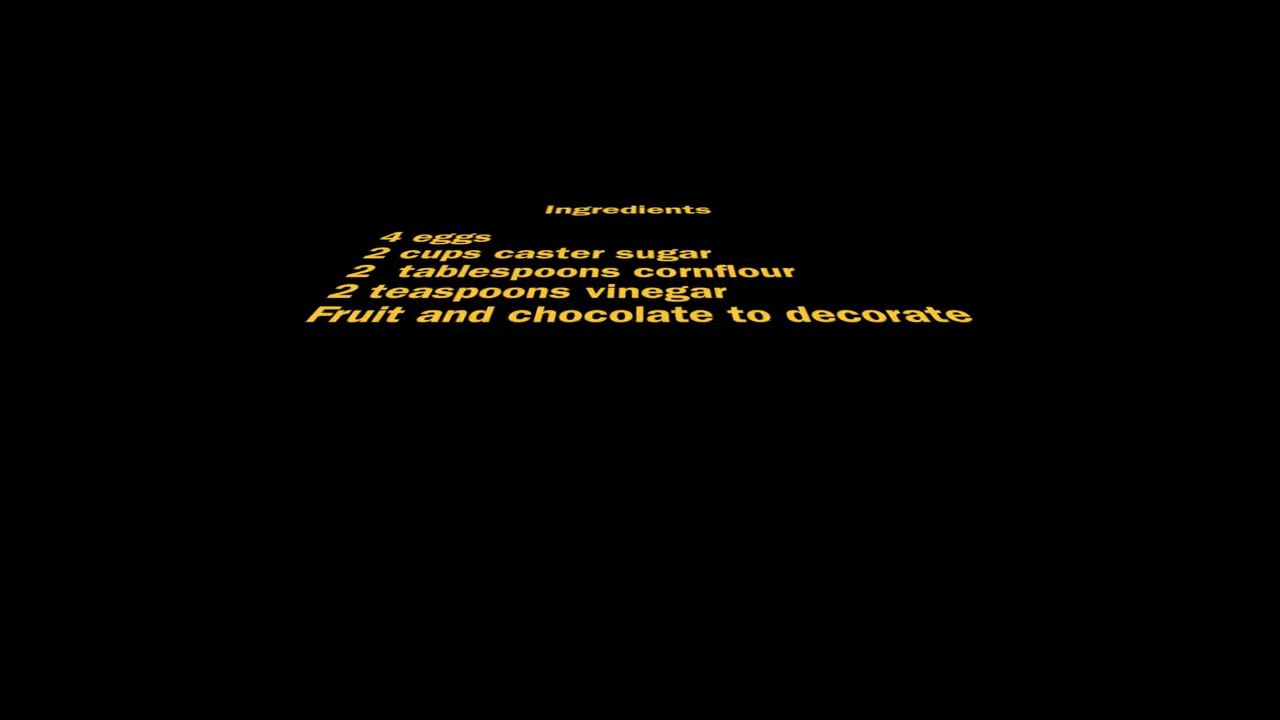 Ingredients
4 eggs
2 cups caster sugar
2 tablespoons cornflour
2 teaspoons vinegar
Fruit and chocolate to decorate